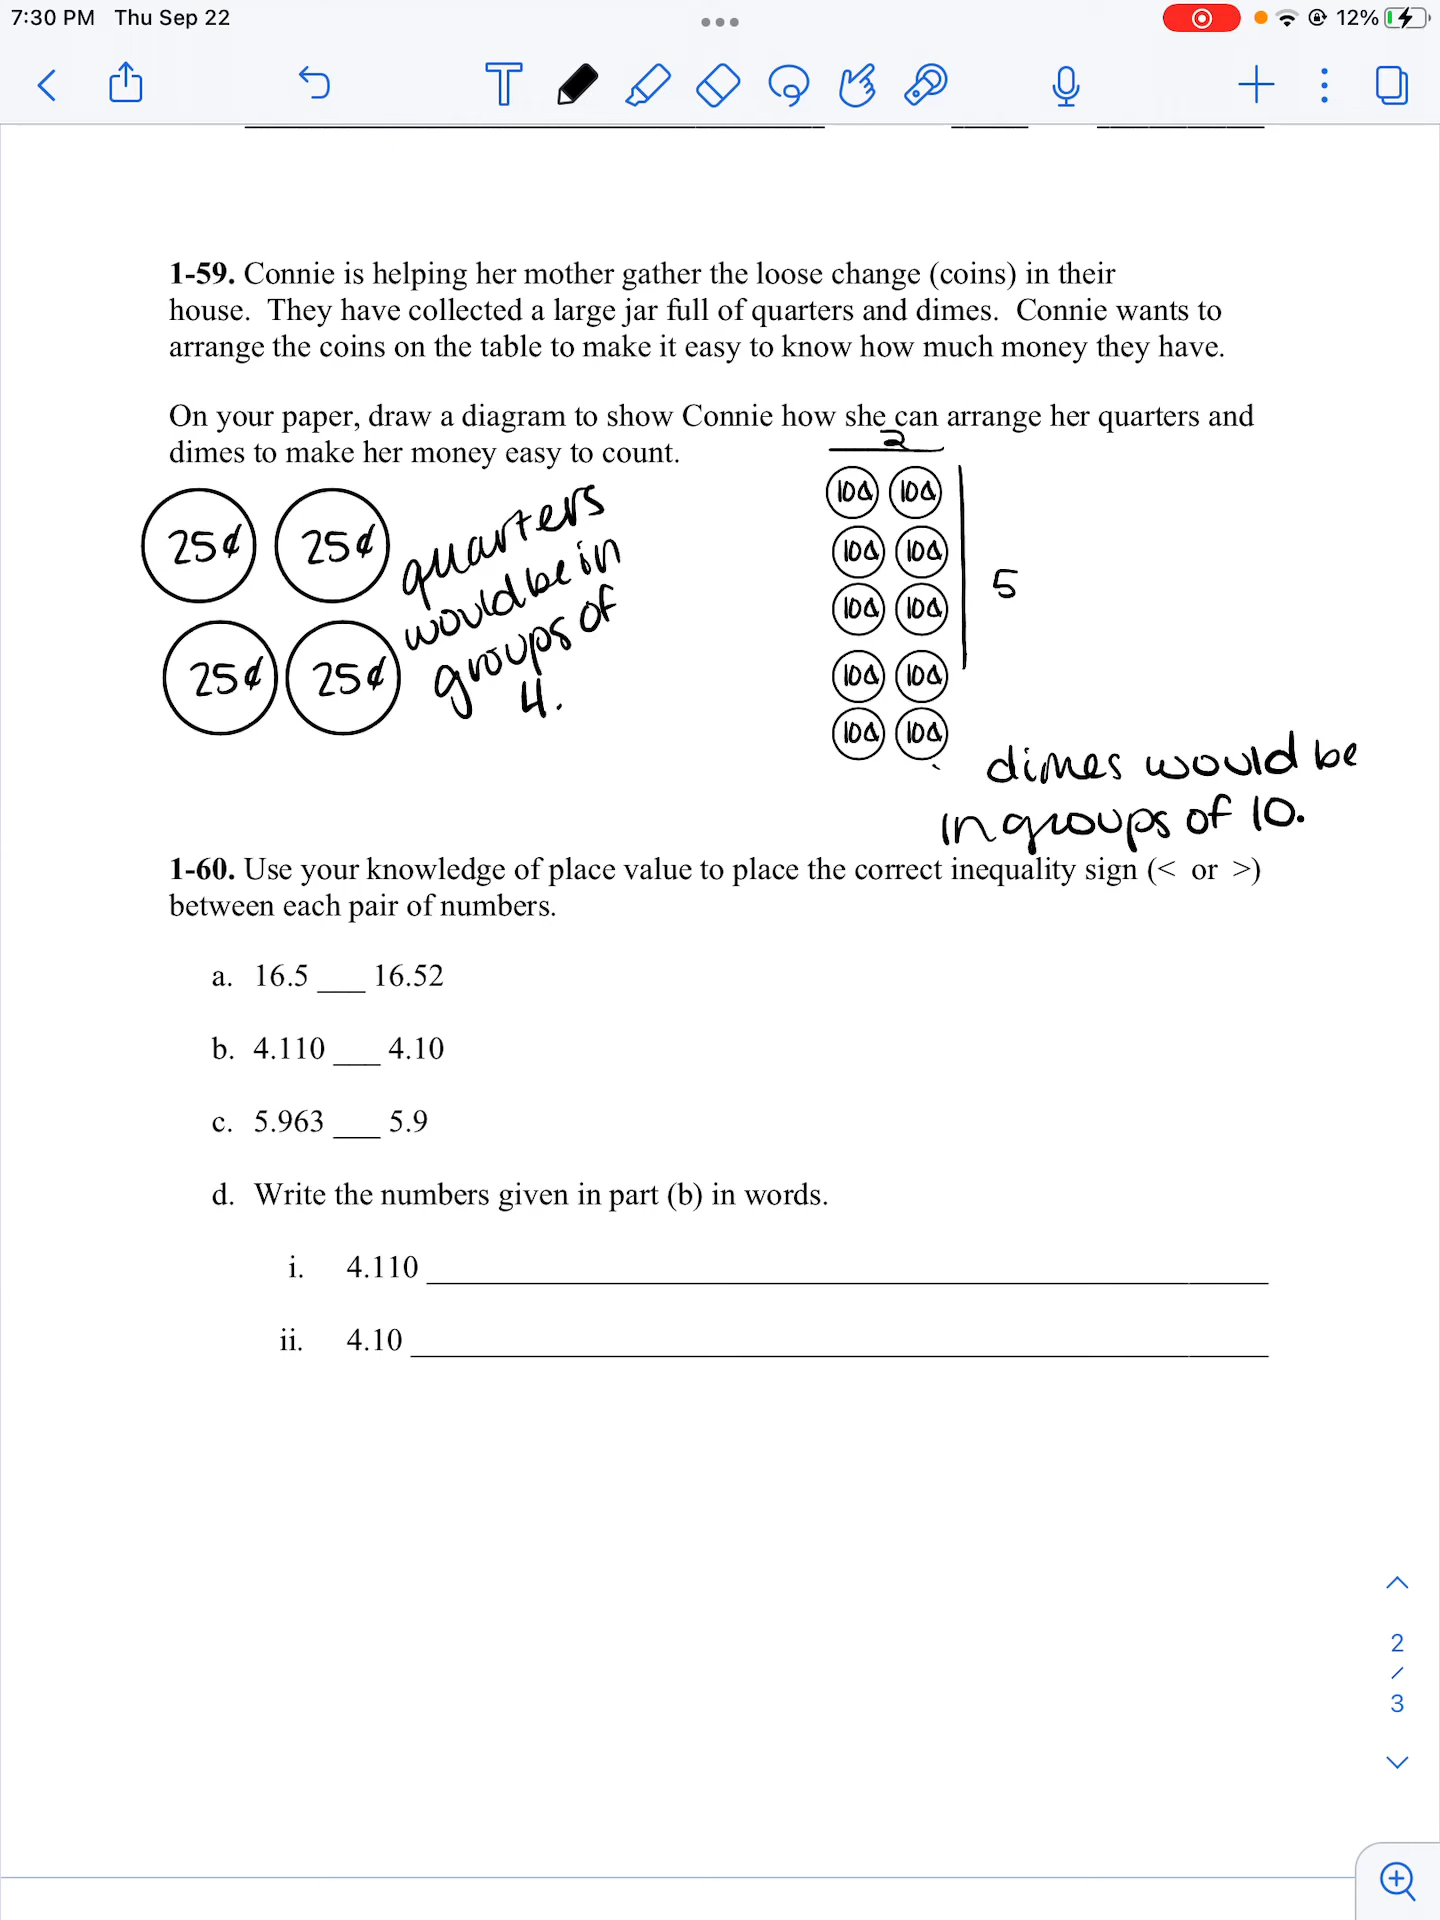 7:30 PM Thu Sep 22
12%
T
1-59. Connie is helping her mother gather the loose change (coins) in their
house. They have collected a large jar full of quarters and dimes. Connie wants to
arrange the coins on the table to make it easy to know how much money they have.
On your paper, draw a diagram to show Connie how she can arrange her quarters and
dimes to make her money easy to count.
25¢ 25¢
25¢ 25¢
quarters
would be in
groups of
4.
2
10¢ 10¢
10¢ 10¢
10¢ 10¢
10¢ 10¢
10¢ 10¢
5
dimes would be
in groups of 10.
1-60. Use your knowledge of place value to place the correct inequality sign (< or >)
between each pair of numbers.
a. 16.5 ___ 16.52
b. 4.110 ___ 4.10
c. 5.963 ___ 5.9
d. Write the numbers given in part (b) in words.
i. 4.110
ii. 4.10
2
/
3